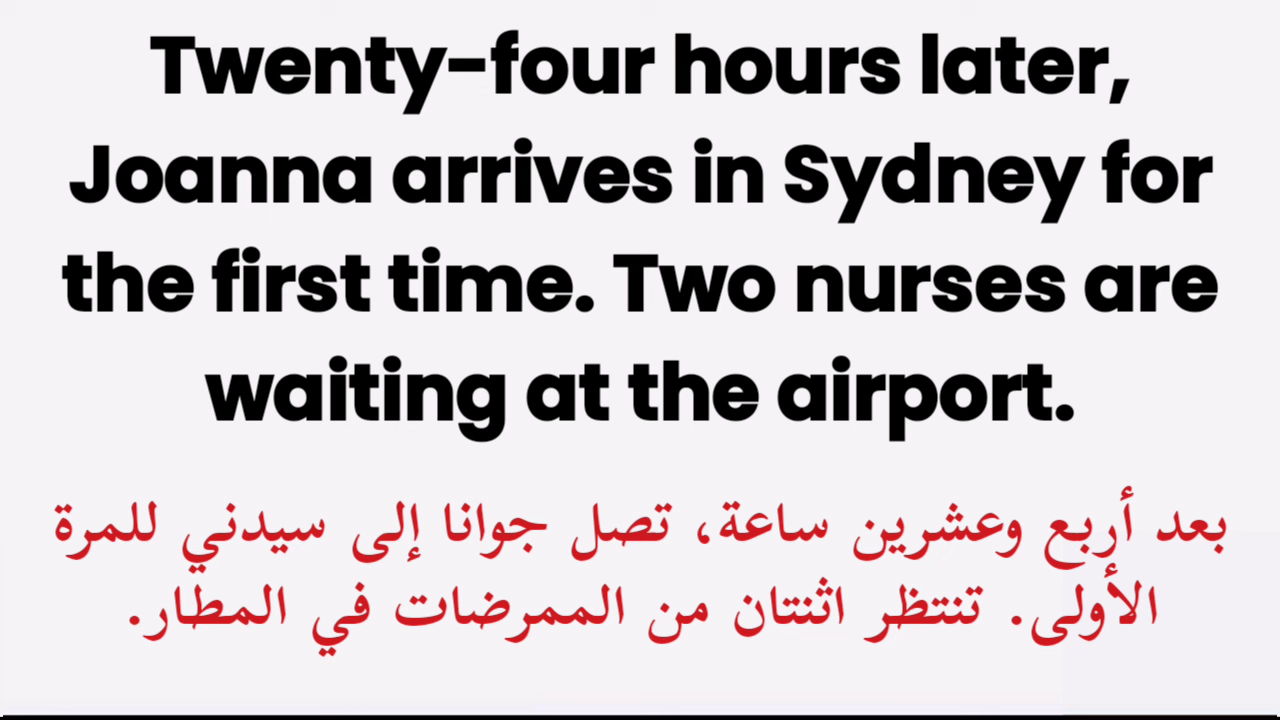 Twenty-four hours later,
Joanna arrives in Sydney for
the first time. Two nurses are
waiting at the airport.
بعد أربع وعشرين ساعة، تصل جوانا إلى سيدني للمرة
الأولى. تنتظر اثنتان من الممرضات في المطار.